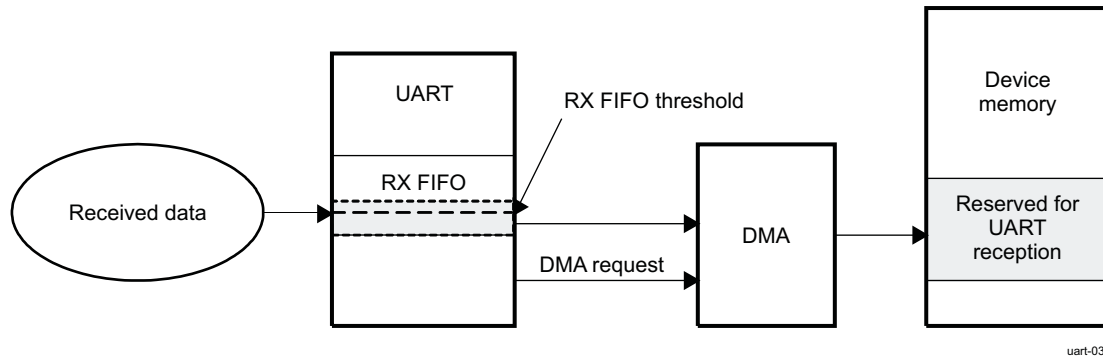 UART
RX FIFO threshold
Device
memory
RX FIFO
Received data
DMA
Reserved for
UART
reception
DMA request
uart-03